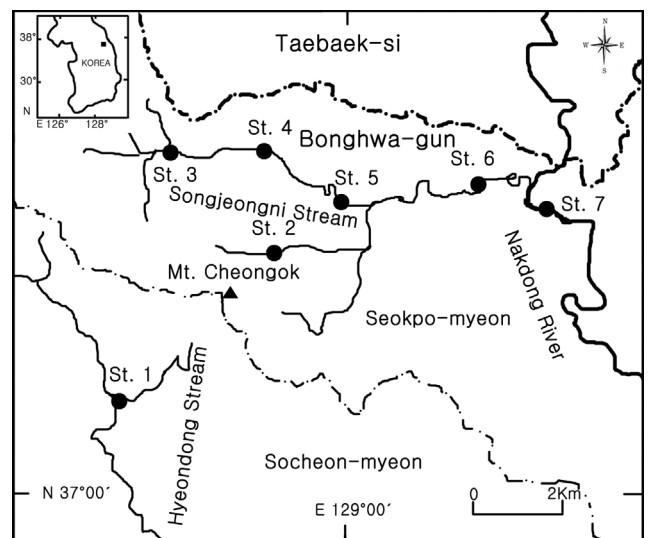 Taebaek-si
N
W E
S
38°
KOREA
30°
N
E 126° 128°
St. 4
Bonghwa-gun
St. 3
St. 6
Songjeongni Stream
St. 5
St. 7
St. 2
Mt. Cheongok
Nakdong River
Seokpo-myeon
St. 1
Hyeondong Stream
Socheon-myeon
N 37°00′
E 129°00′
0 2Km